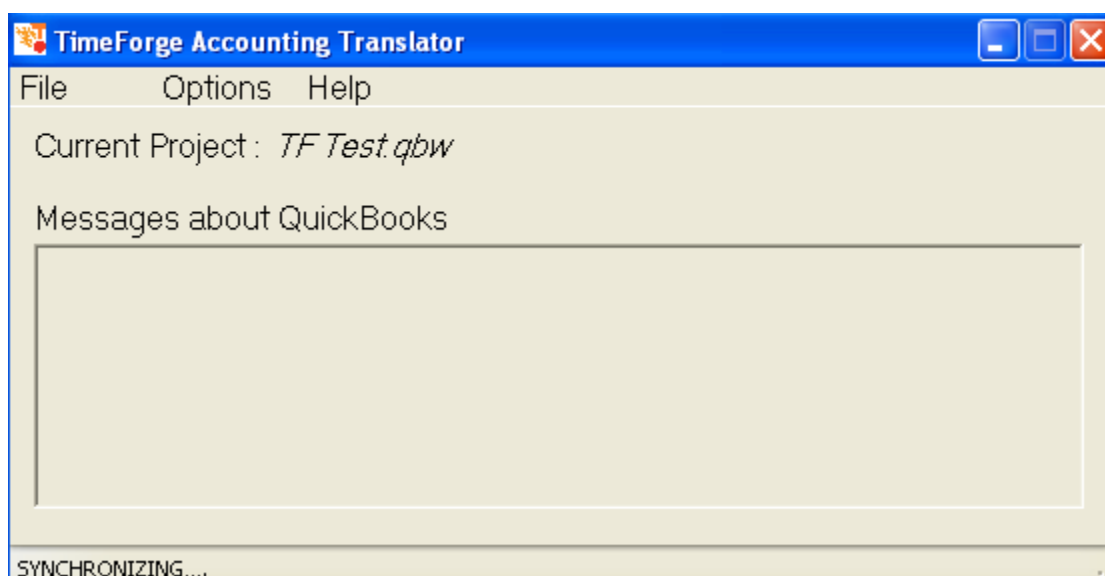 TimeForge Accounting Translator
File Options Help
Current Project : TF Test.qbw
Messages about QuickBooks
SYNCHRONIZING....